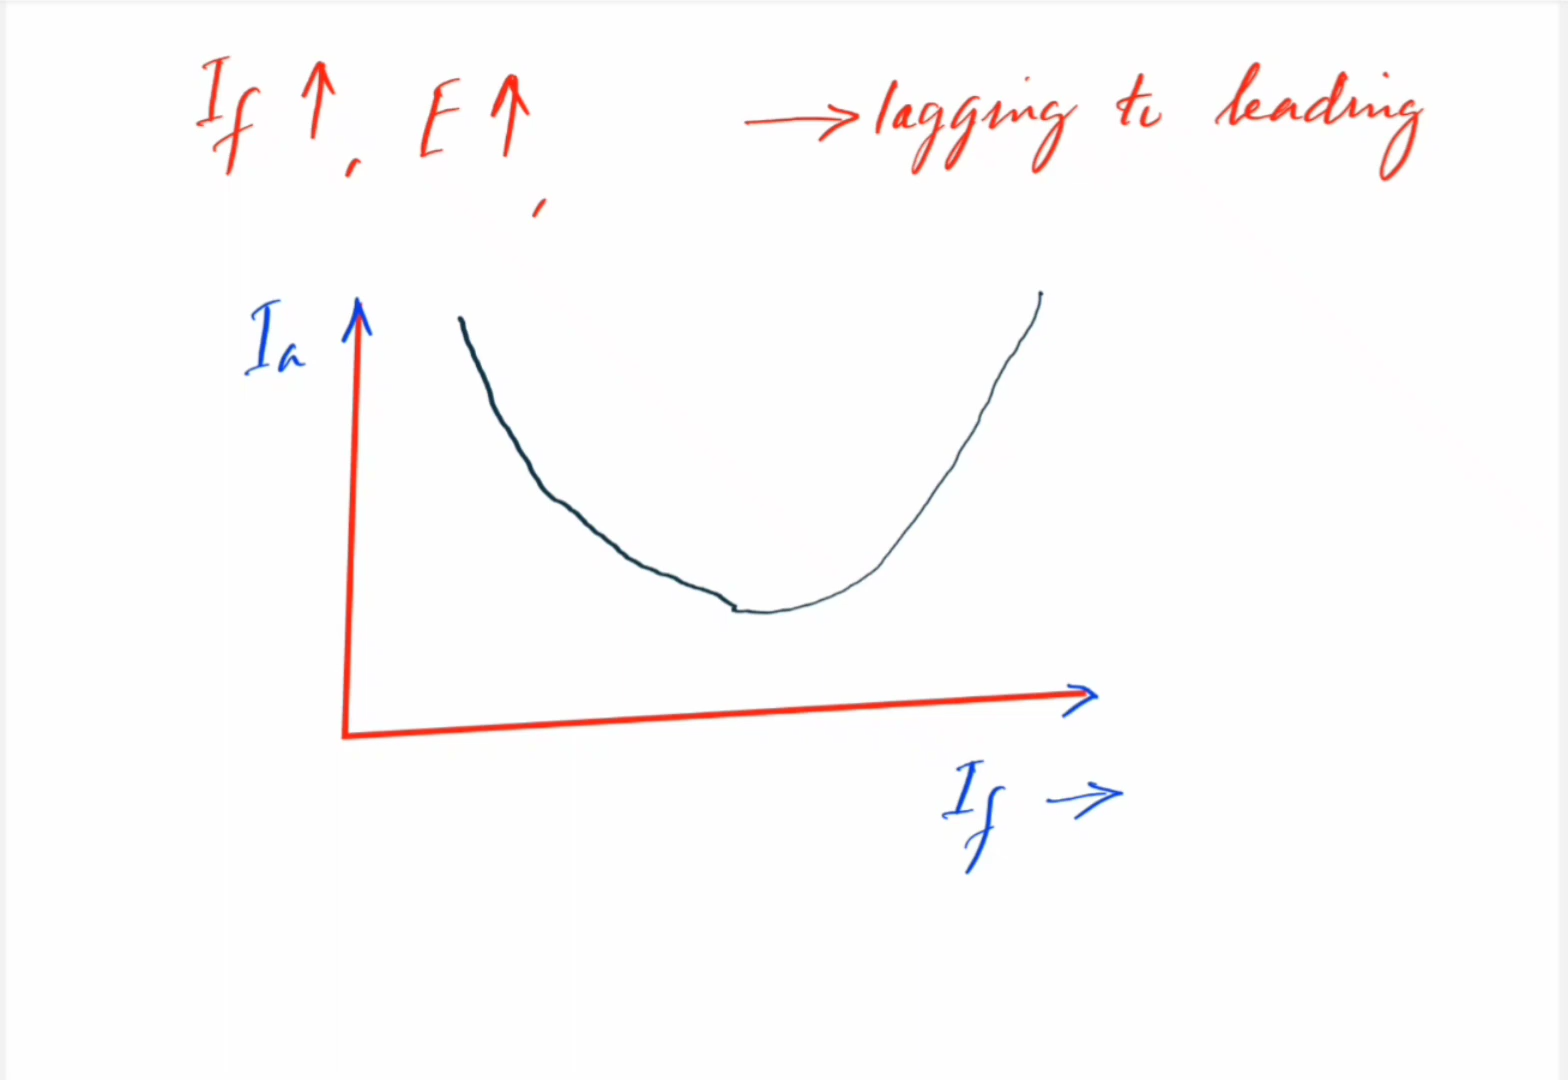 If ↑, E ↑, → lagging to leading
Ia
If →